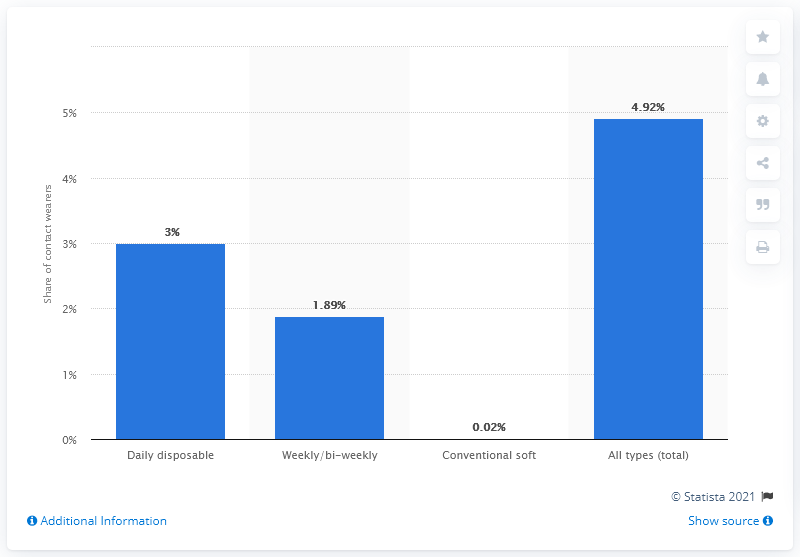 Share of contact wearers
5%
4%
3%
2%
1%
0%
3%
1.89%
0.02%
4.92%
Daily disposable
Weekly/bi-weekly
Conventional soft
All types (total)
© Statista 2021
Additional Information
Show source